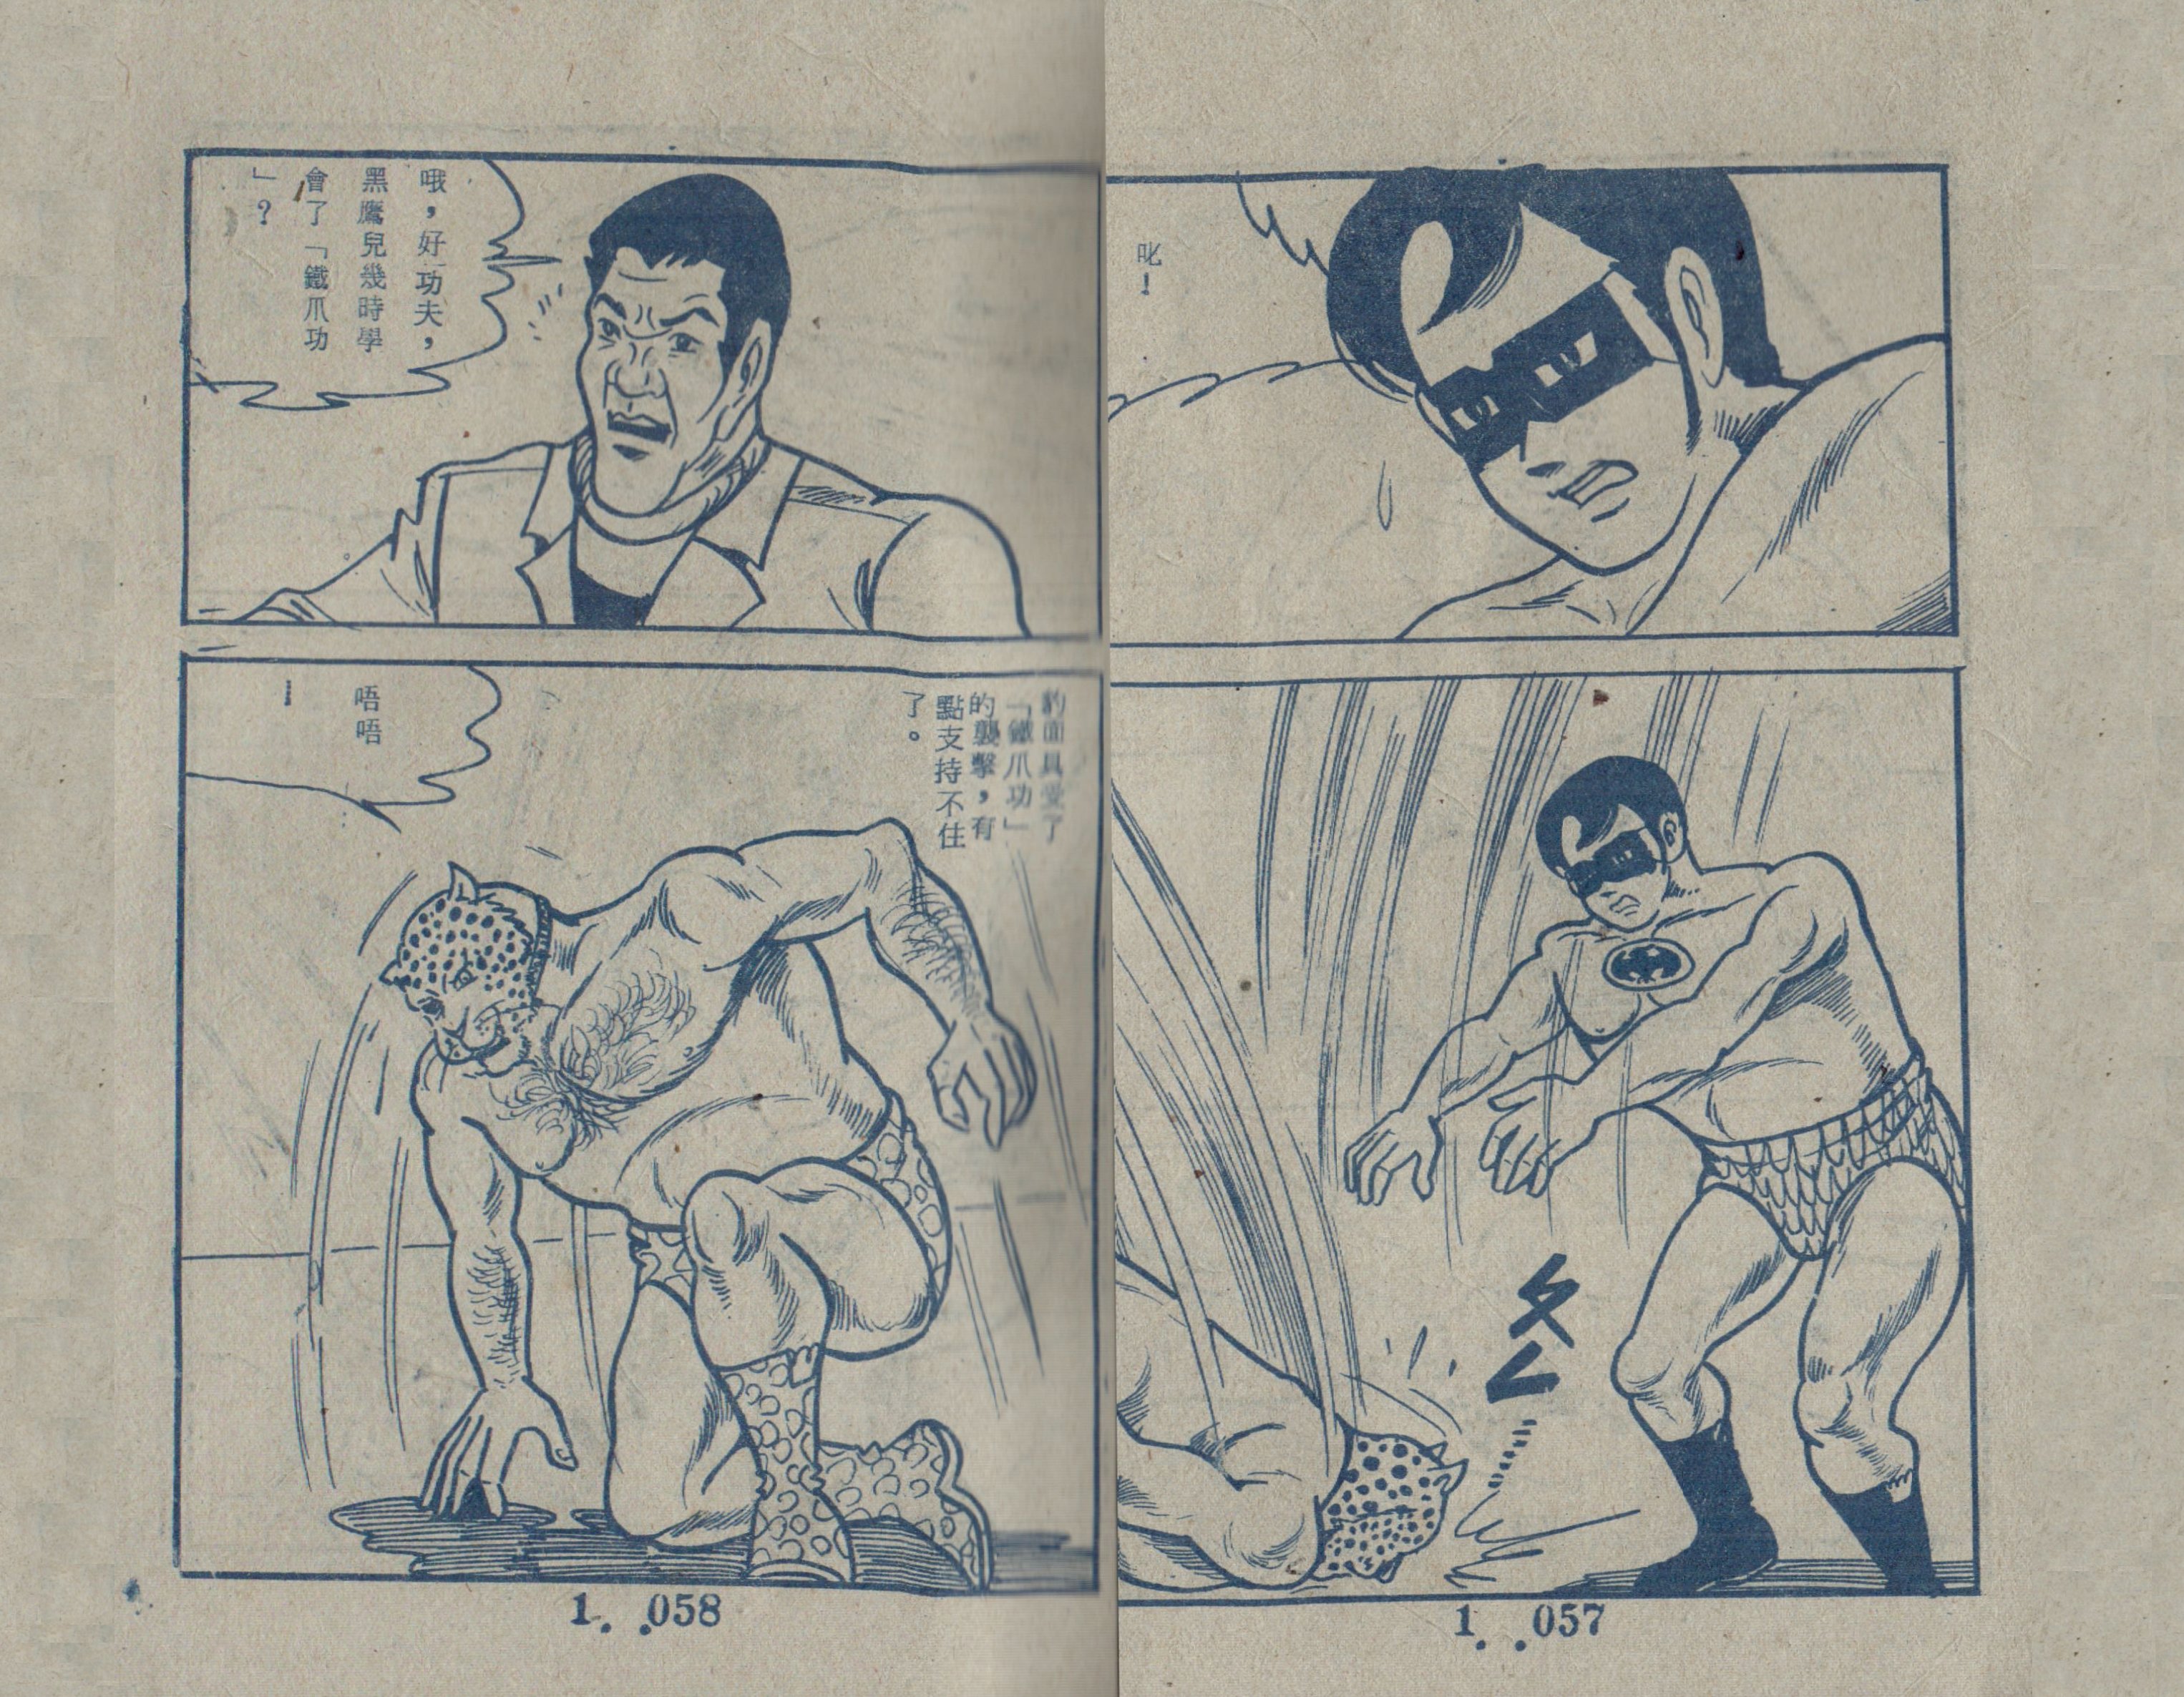 叱！
ㄆㄥ
1.057
哦，好功夫，
黑鷹兒幾時學
會了「鐵爪功
」？
豹面具受了
「鐵爪功」
的襲擊，有
點支持不住
了。
唔唔
！
1.058